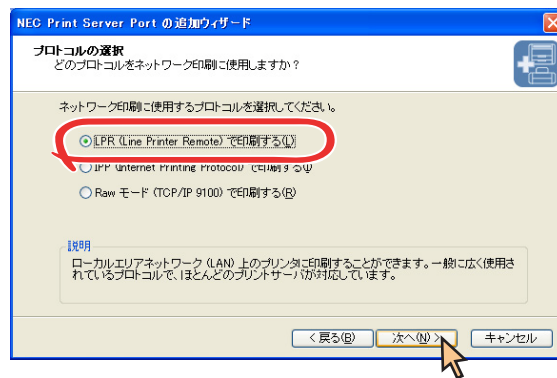 NEC Print Server Port の追加ウィザード
プロトコルの選択
どのプロトコルをネットワーク印刷に使用しますか?
ネットワーク印刷に使用するプロトコルを選択してください。
LPR (Line Printer Remote) で印刷する(L)
IPP (Internet Printing Protocol) で印刷する(I)
Raw モード (TCP/IP 9100) で印刷する(R)
説明
ローカルエリアネットワーク (LAN) 上のプリンタに印刷することができます。一般に広く使用さ
れているプロトコルで、ほとんどのプリントサーバが対応しています。
< 戻る(B) 次へ(N) > キャンセル